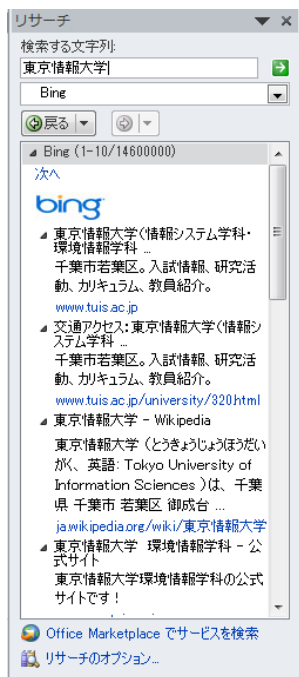 リサーチ
検索する文字列:
東京情報大学
Bing
戻る
Bing (1-10/14600000)
次へ
bing
東京情報大学(情報システム学科・
環境情報学科 ...
千葉市若葉区。入試情報、研究活
動、カリキュラム、教員紹介。
www.tuis.ac.jp
交通アクセス:東京情報大学(情報シ
ステム学科 ...
千葉市若葉区。入試情報、研究活
動、カリキュラム、教員紹介。
www.tuis.ac.jp/university/320.html
東京情報大学 - Wikipedia
東京情報大学 (とうきょうじょうほうだい
がく、英語: Tokyo University of
Information Sciences )は、千葉
県 千葉市 若葉区 御成台 ...
ja.wikipedia.org/wiki/東京情報大学
東京情報大学 環境情報学科 - 公
式サイト
東京情報大学環境情報学科の公式
サイトです!
Office Marketplace でサービスを検索
リサーチのオプション...